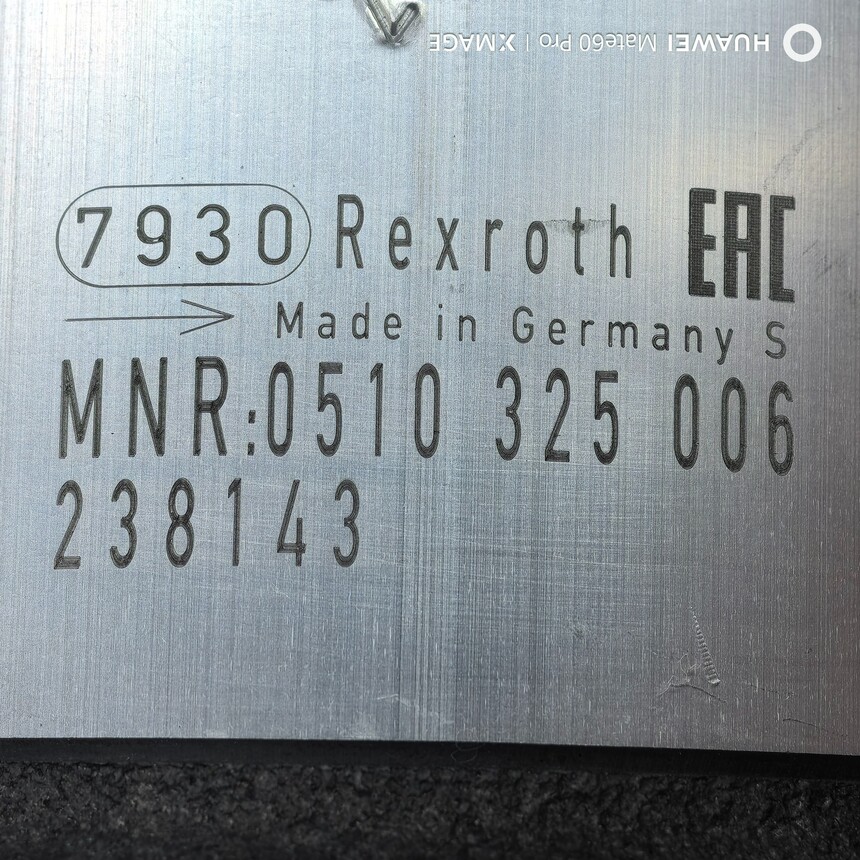 HUAWEI Mate60 Pro | XMAGE
7930 Rexroth EAC
Made in Germany S
MNR:0510 325 006
238143